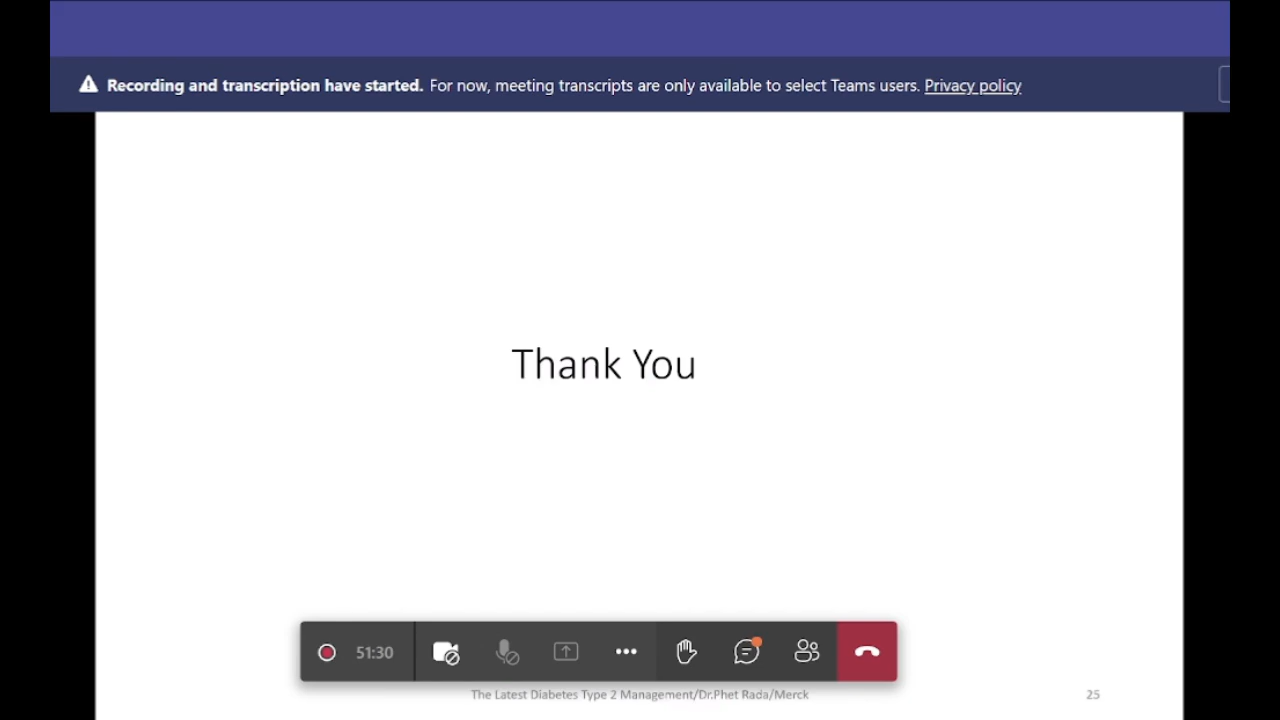 Recording and transcription have started. For now, meeting transcripts are only available to select Teams users. Privacy policy
Thank You
51:30
The Latest Diabetes Type 2 Management/Dr.Phet Rada/Merck
25